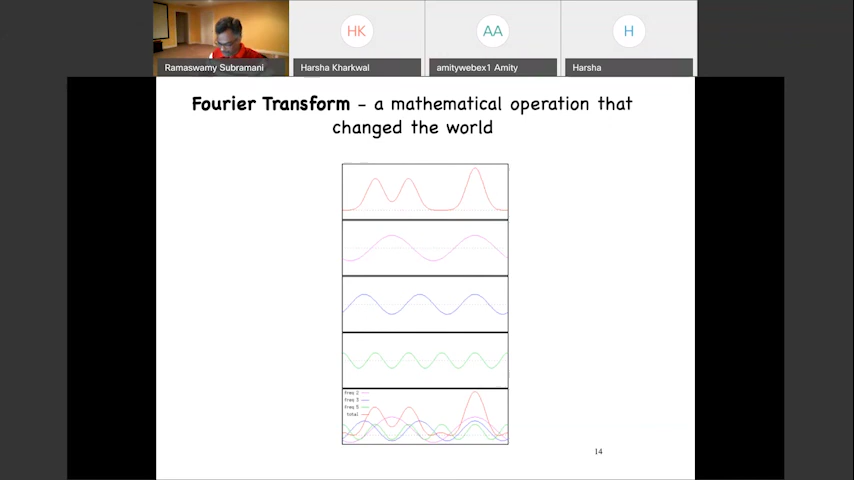 HK
AA
H
Ramaswamy Subramani
Harsha Kharkwal
amitywebex1 Amity
Harsha
Fourier Transform – a mathematical operation that
changed the world
freq 2
freq 3
freq 5
total
14